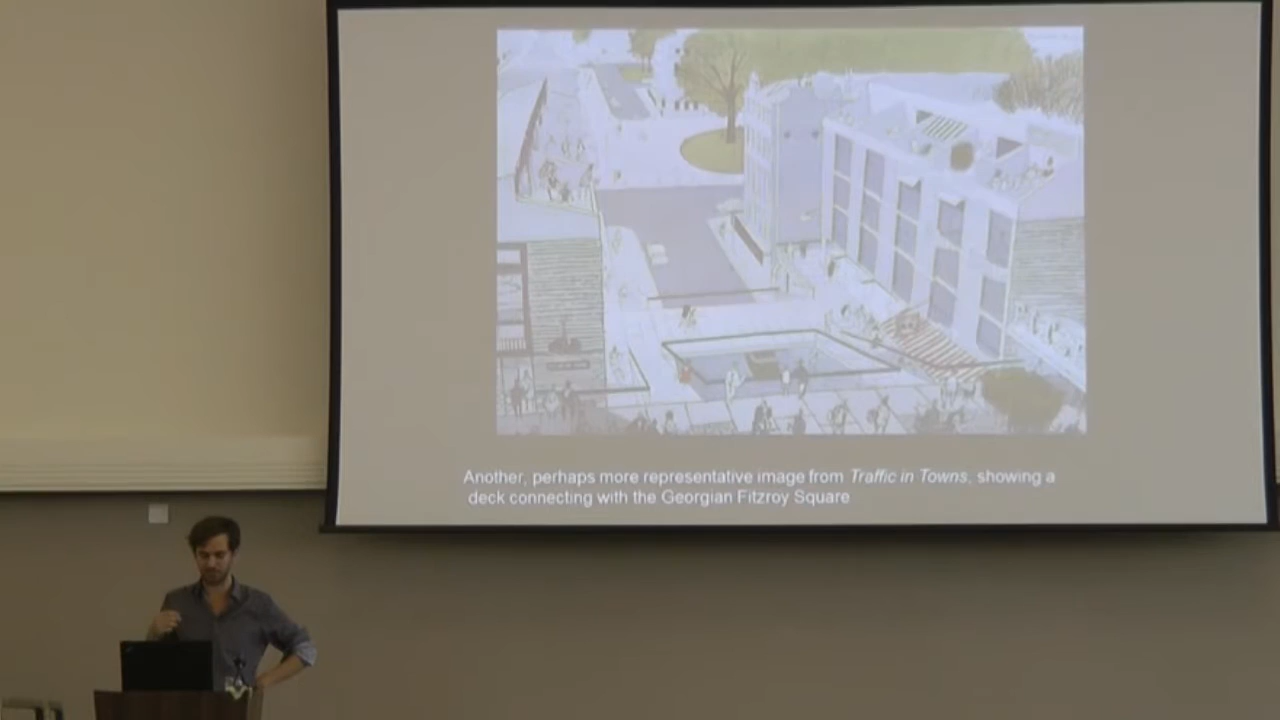 Another, perhaps more representative image from Traffic in Towns, showing a
deck connecting with the Georgian Fitzroy Square